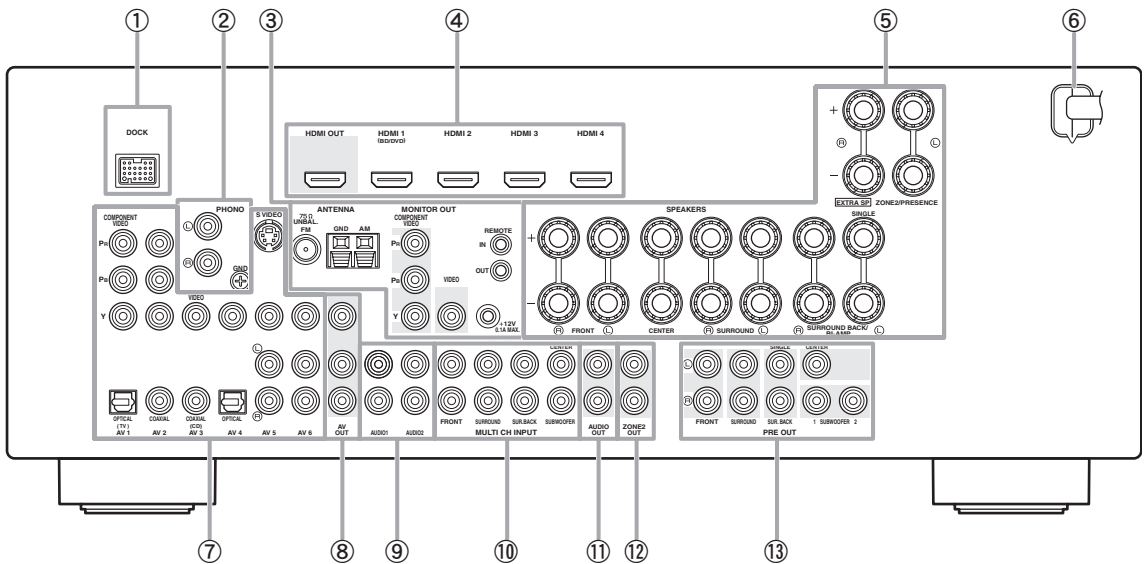 ① ② ③ ④ ⑤ ⑥
DOCK
HDMI OUT HDMI 1 HDMI 2 HDMI 3 HDMI 4
(BD/DVD)
+ Ⓡ Ⓛ −
EXTRA SP ZONE2/PRESENCE
COMPONENT VIDEO
PHONO
S VIDEO
Ⓛ
Ⓡ
GND
PR
PB
Y
VIDEO
ANTENNA
75Ω UNBAL. FM
GND AM
MONITOR OUT
COMPONENT VIDEO
PR
PB
Y
VIDEO
REMOTE
IN
OUT
+12V
0.1A MAX.
SPEAKERS
SINGLE
+
−
Ⓡ FRONT Ⓛ CENTER Ⓡ SURROUND Ⓛ Ⓡ SURROUND BACK/ BI-AMP Ⓛ
Ⓛ
Ⓡ
OPTICAL COAXIAL COAXIAL OPTICAL
(TV) (CD)
AV 1 AV 2 AV 3 AV 4 AV 5 AV 6
AV OUT
AUDIO1 AUDIO2
CENTER
FRONT SURROUND SUR.BACK SUBWOOFER
MULTI CH INPUT
AUDIO OUT
ZONE2 OUT
SINGLE CENTER
Ⓛ
Ⓡ
FRONT SURROUND SUR.BACK 1 SUBWOOFER 2
PRE OUT
⑦ ⑧ ⑨ ⑩ ⑪ ⑫ ⑬